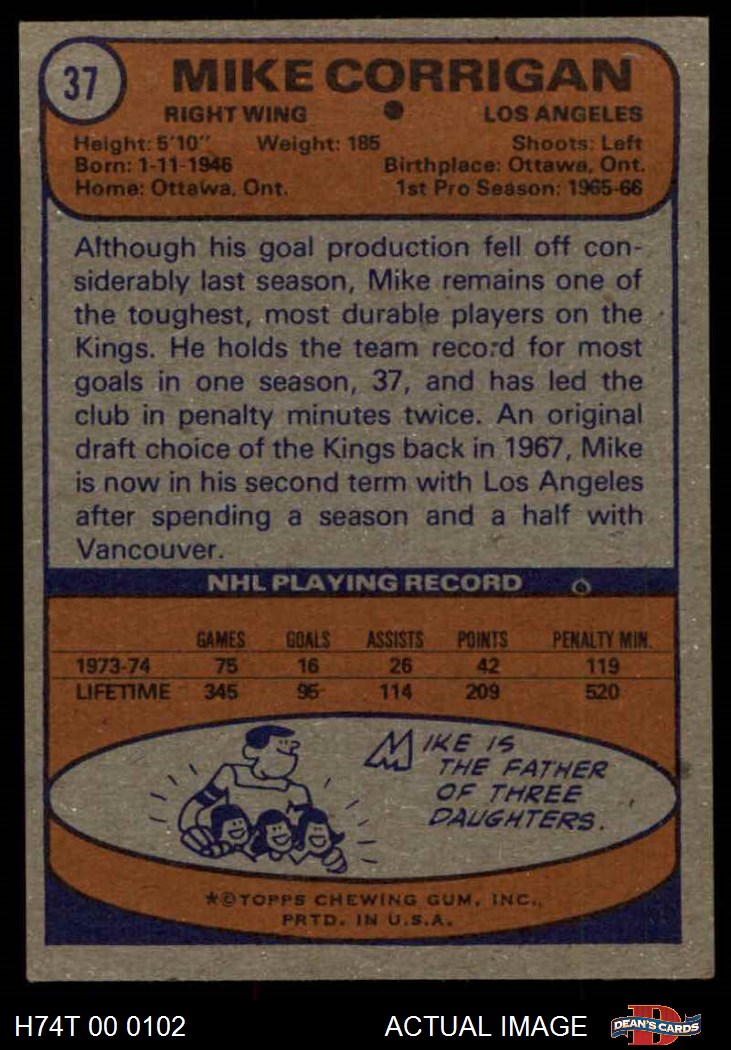 37
MIKE CORRIGAN
RIGHT WING ● LOS ANGELES
Height: 5'10" Weight: 185 Shoots: Left
Born: 1-11-1946 Birthplace: Ottawa, Ont.
Home: Ottawa, Ont. 1st Pro Season: 1965-66
Although his goal production fell off con-
siderably last season, Mike remains one of
the toughest, most durable players on the
Kings. He holds the team record for most
goals in one season, 37, and has led the
club in penalty minutes twice. An original
draft choice of the Kings back in 1967, Mike
is now in his second term with Los Angeles
after spending a season and a half with
Vancouver.
NHL PLAYING RECORD
GAMES GOALS ASSISTS POINTS PENALTY MIN.
1973-74 75 16 26 42 119
LIFETIME 345 95 114 209 520
MIKE IS
THE FATHER
OF THREE
DAUGHTERS.
*©TOPPS CHEWING GUM, INC.,
PRTD. IN U.S.A.
H74T 00 0102 ACTUAL IMAGE D DEAN'S CARDS